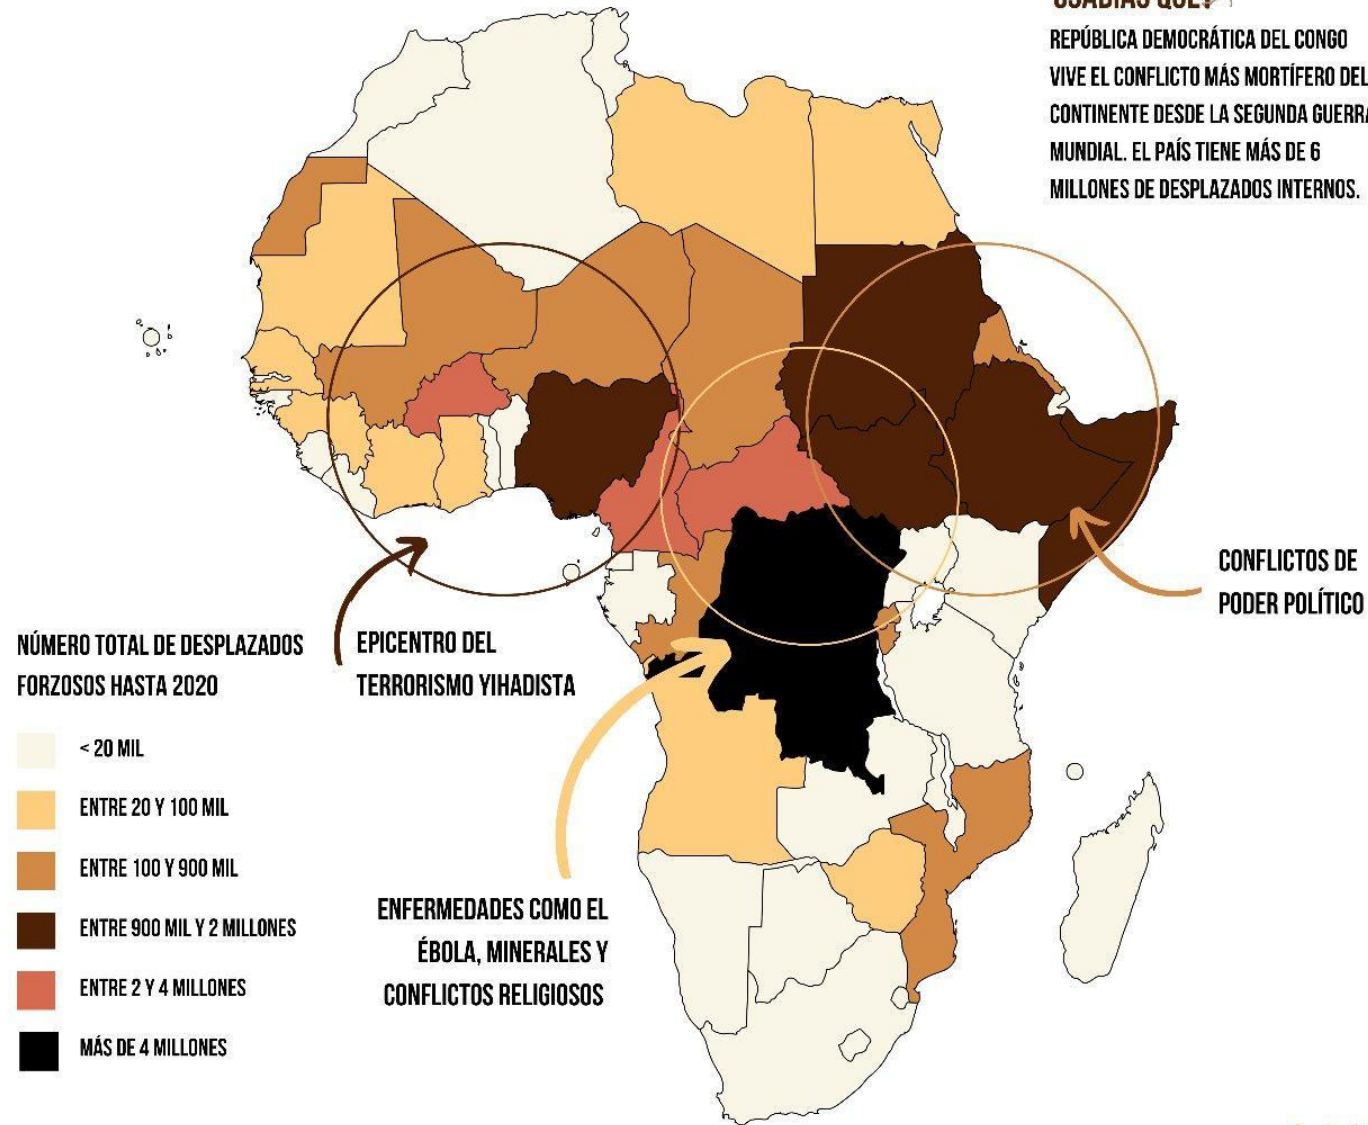 REPÚBLICA DEMOCRÁTICA DEL CONGO
VIVE EL CONFLICTO MÁS MORTÍFERO DEL
CONTINENTE DESDE LA SEGUNDA GUERRA
MUNDIAL. EL PAÍS TIENE MÁS DE 6
MILLONES DE DESPLAZADOS INTERNOS.
CONFLICTOS DE
PODER POLÍTICO
EPICENTRO DEL
TERRORISMO YIHADISTA
NÚMERO TOTAL DE DESPLAZADOS
FORZOSOS HASTA 2020
< 20 MIL
ENTRE 20 Y 100 MIL
ENTRE 100 Y 900 MIL
ENTRE 900 MIL Y 2 MILLONES
ENTRE 2 Y 4 MILLONES
MÁS DE 4 MILLONES
ENFERMEDADES COMO EL
ÉBOLA, MINERALES Y
CONFLICTOS RELIGIOSOS